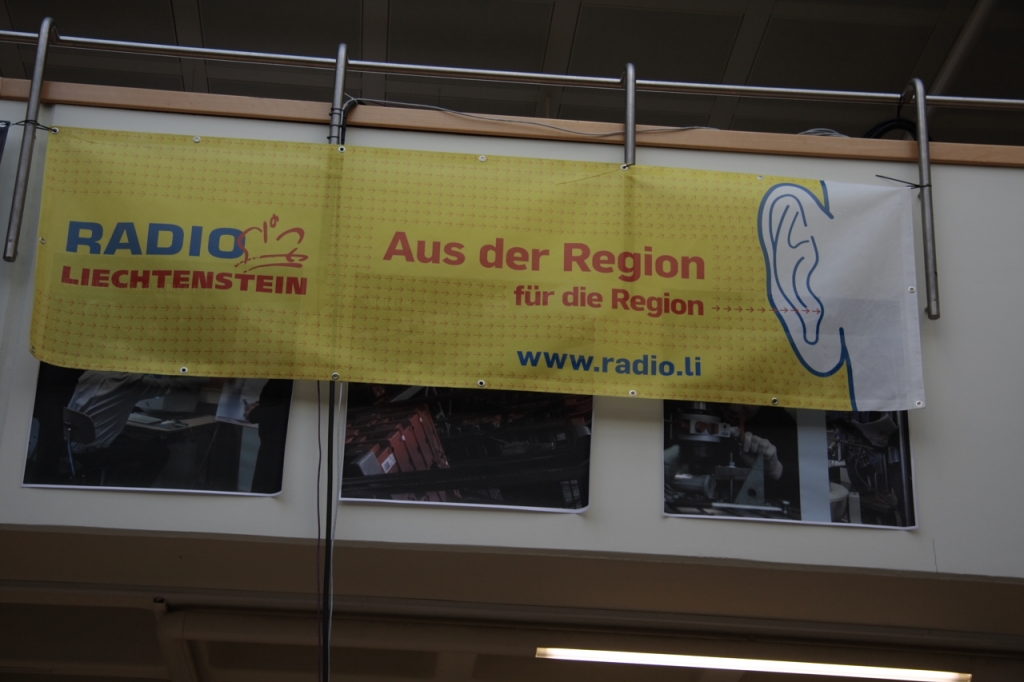 RADIO
LIECHTENSTEIN
Aus der Region
für die Region
www.radio.li